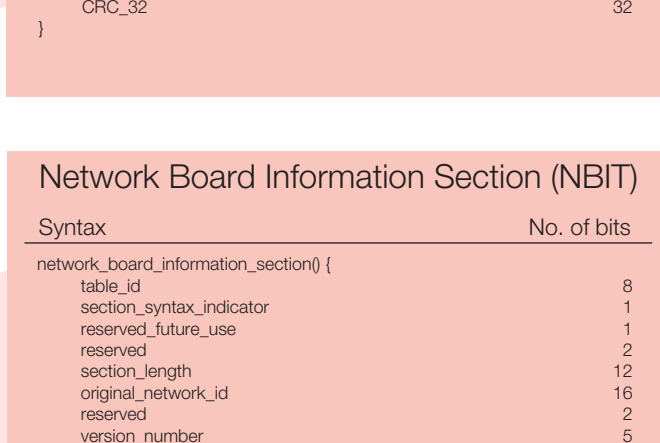 CRC_32 32
}
Network Board Information Section (NBIT)
Syntax No. of bits
network_board_information_section() {
table_id 8
section_syntax_indicator 1
reserved_future_use 1
reserved 2
section_length 12
original_network_id 16
reserved 2
version_number 5